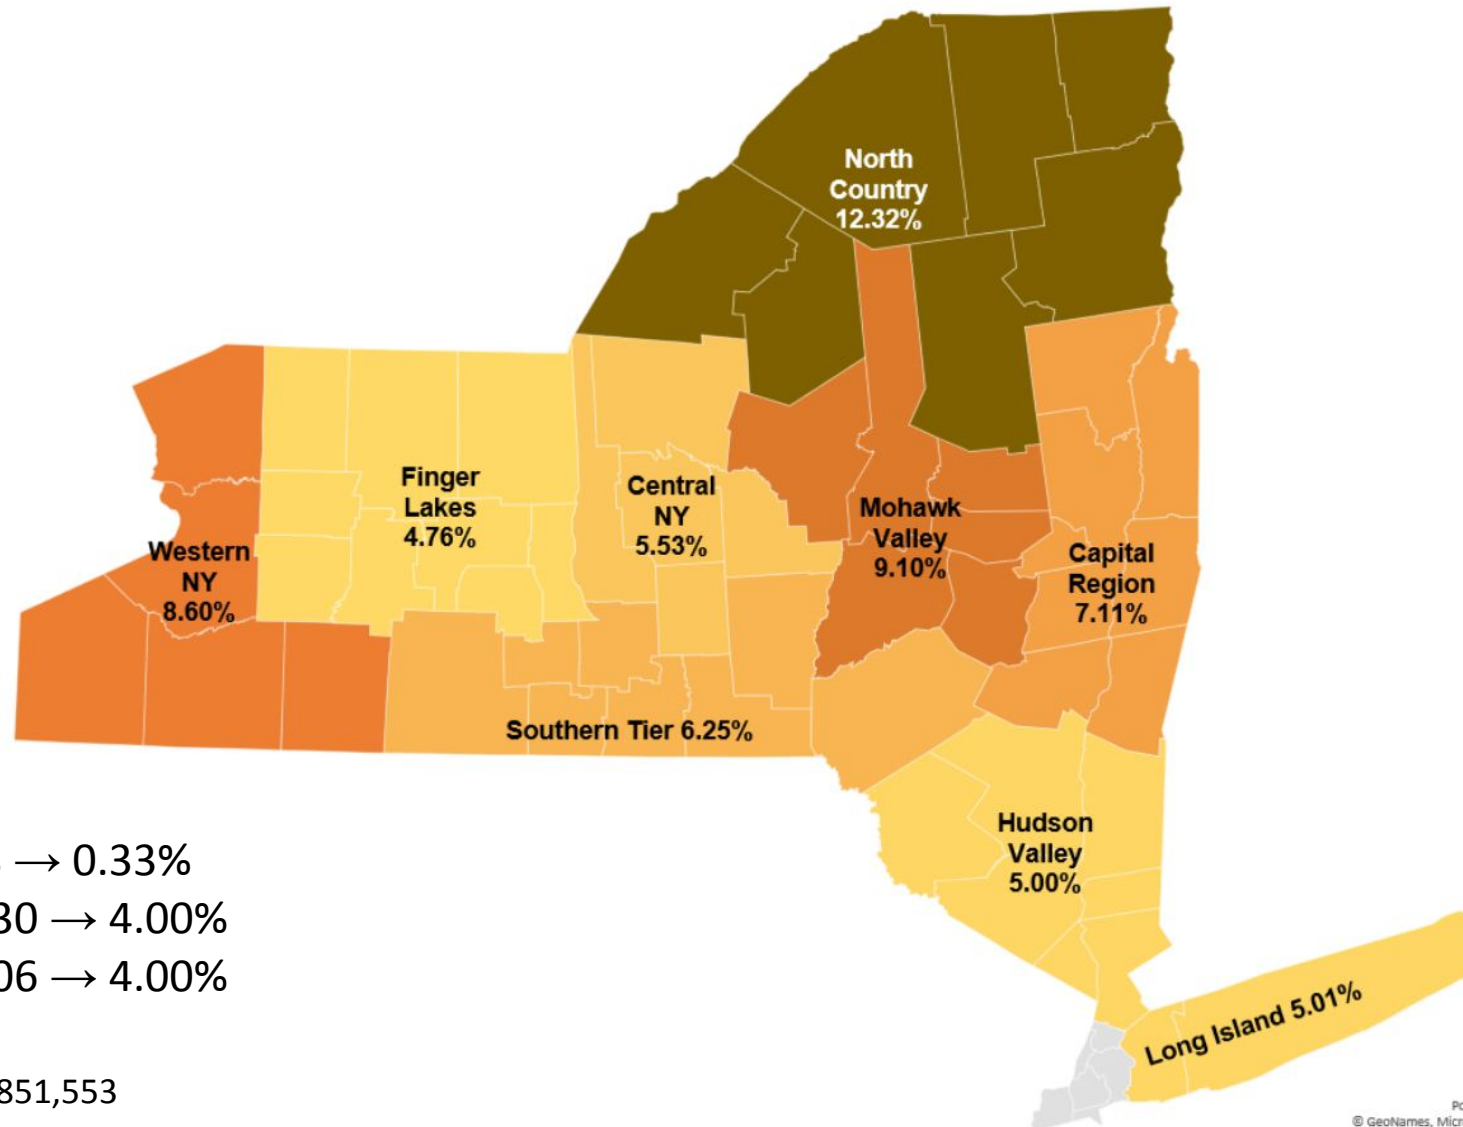 North
Country
12.32%
Finger
Lakes
4.76%
Central
NY
5.53%
Mohawk
Valley
9.10%
Western
NY
8.60%
Capital
Region
7.11%
Southern Tier 6.25%
Hudson
Valley
5.00%
→ 0.33%
30 → 4.00%
06 → 4.00%
Long Island 5.01%
851,553
© GeoNames, Micr